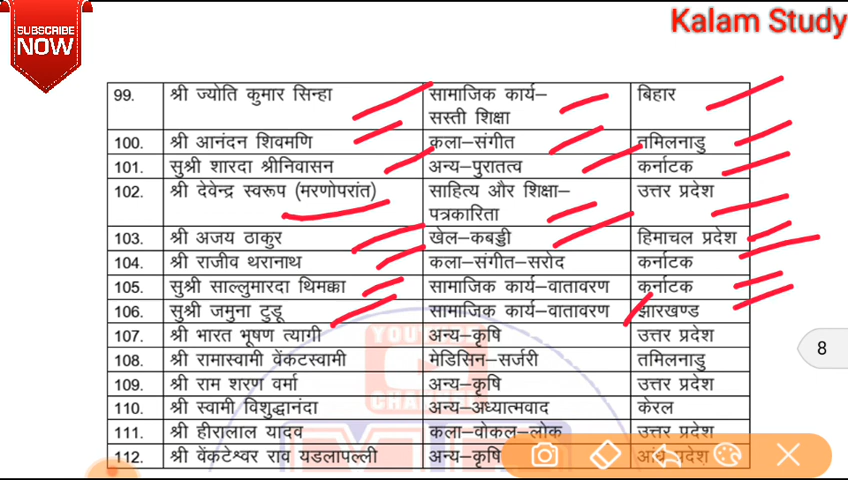 SUBSCRIBE
NOW
Kalam Study
99. श्री ज्योति कुमार सिन्हा सामाजिक कार्य– बिहार
सस्ती शिक्षा
100. श्री आनंदन शिवमणि कला–संगीत तमिलनाडु
101. सुश्री शारदा श्रीनिवासन अन्य–पुरातत्व कर्नाटक
102. श्री देवेन्द्र स्वरूप (मरणोपरांत) साहित्य और शिक्षा– उत्तर प्रदेश
पत्रकारिता
103. श्री अजय ठाकुर खेल–कबड्डी हिमाचल प्रदेश
104. श्री राजीव थरानाथ कला–संगीत–सरोद कर्नाटक
105. सुश्री साल्लुमारदा थिमक्का सामाजिक कार्य–वातावरण कर्नाटक
106. सुश्री जमुना टुडू सामाजिक कार्य–वातावरण झारखण्ड
107. श्री भारत भूषण त्यागी अन्य–कृषि उत्तर प्रदेश
8
108. श्री रामास्वामी वेंकटस्वामी मेडिसिन–सर्जरी तमिलनाडु
109. श्री राम शरण वर्मा अन्य–कृषि उत्तर प्रदेश
110. श्री स्वामी विशुद्धानंदा अन्य–अध्यात्मवाद केरल
111. श्री हीरालाल यादव कला–वोकल–लोक उत्तर प्रदेश
112. श्री वेंकटेश्वर राव यडलापल्ली अन्य–कृषि आंध्र प्रदेश